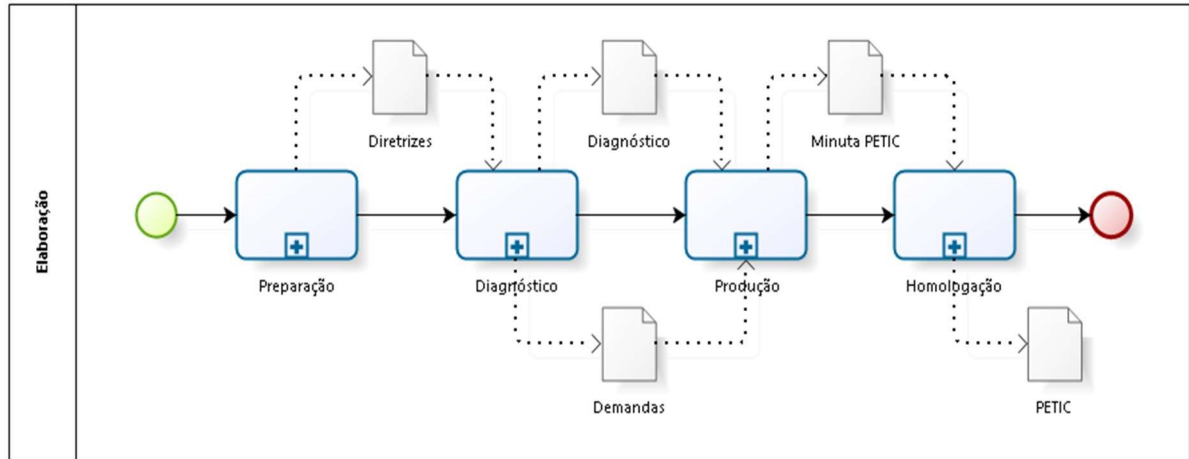 Elaboração
Diretrizes
Diagnóstico
Minuta PETIC
Preparação
Diagnóstico
Produção
Homologação
Demandas
PETIC